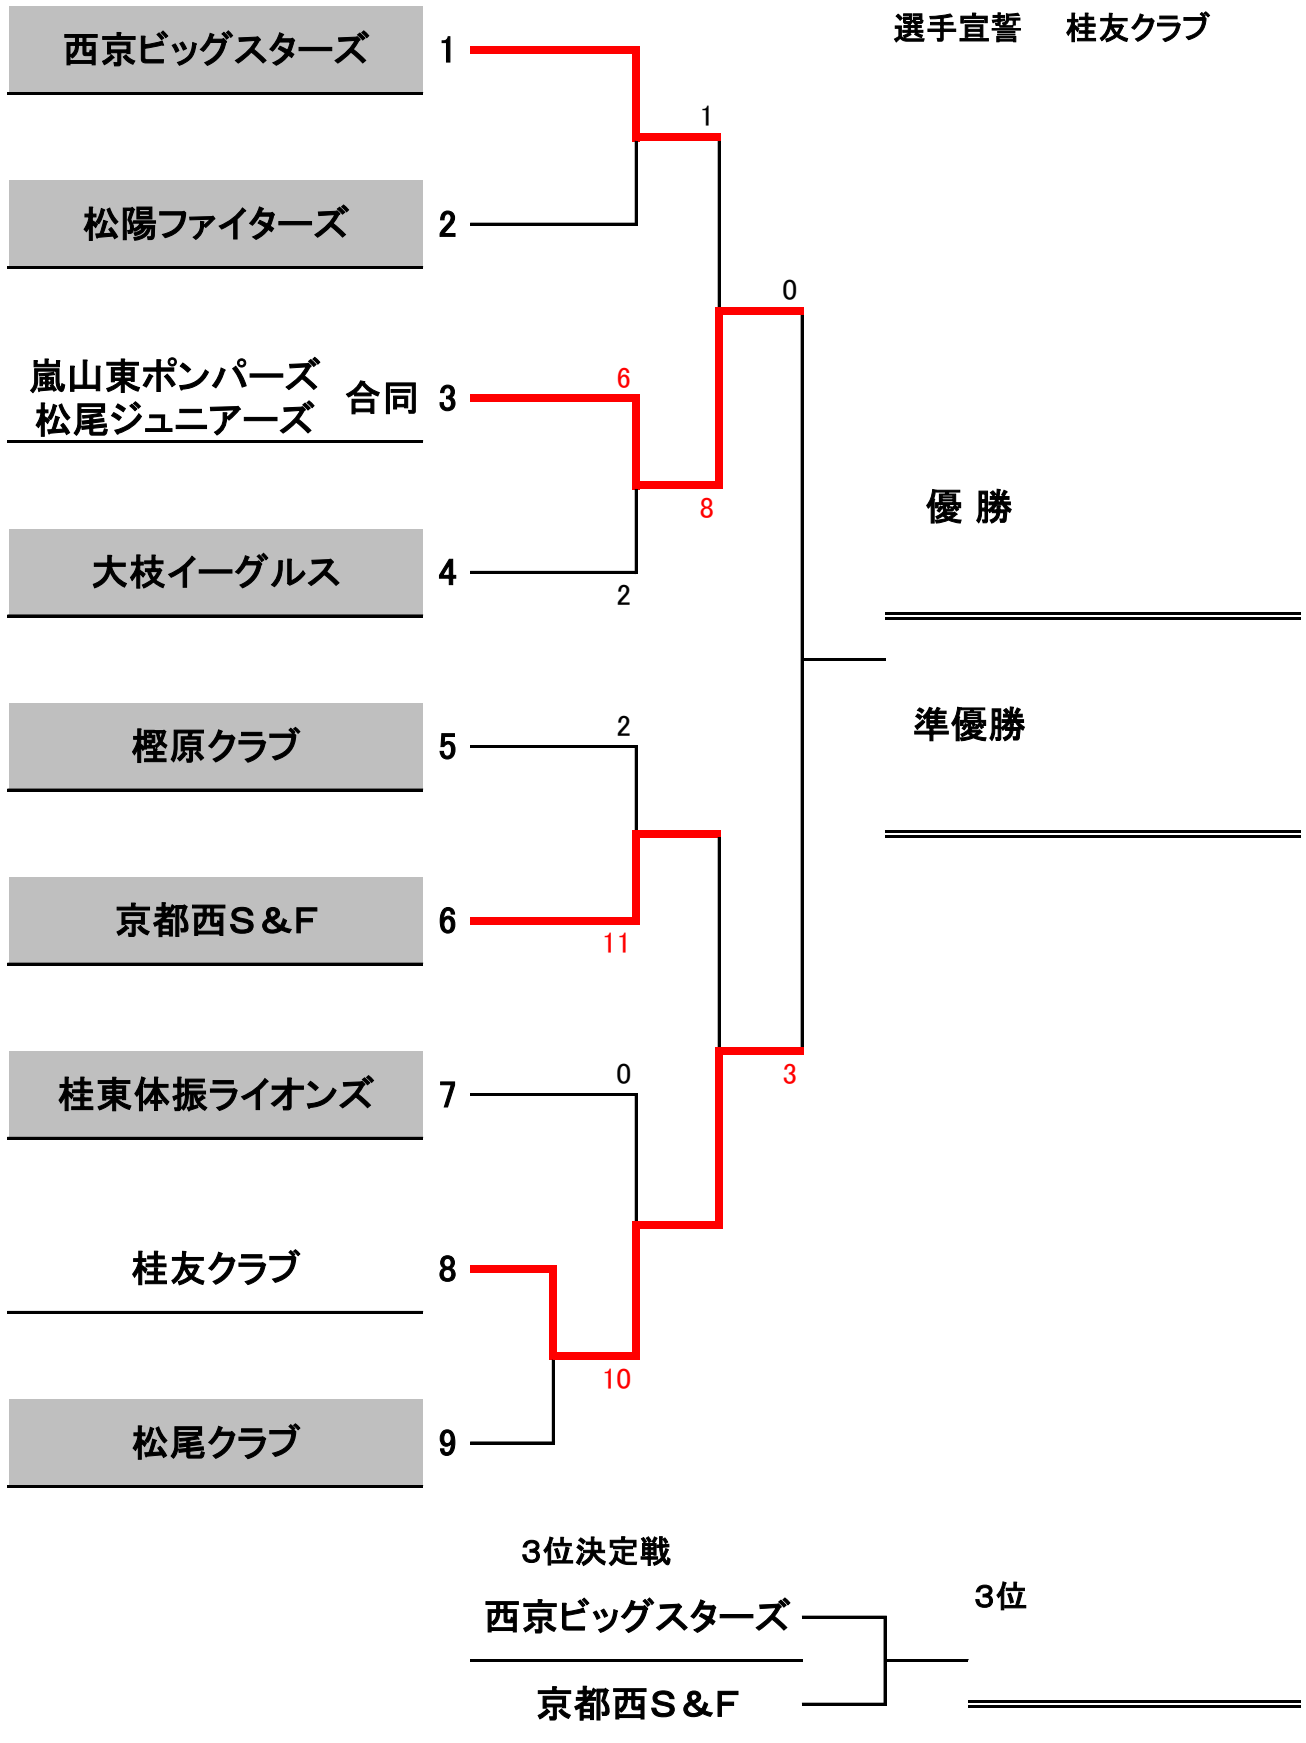 選手宣誓 桂友クラブ
西京ビッグスターズ 1
1
松陽ファイターズ 2
0
嵐山東ポンパーズ
松尾ジュニアーズ
合同 3
6
8
優 勝
大枝イーグルス 4
2
樫原クラブ 5
2
準優勝
京都西S&F 6
11
桂東体振ライオンズ 7
0
3
桂友クラブ 8
10
松尾クラブ 9
3位決定戦
西京ビッグスターズ
3位
京都西S&F